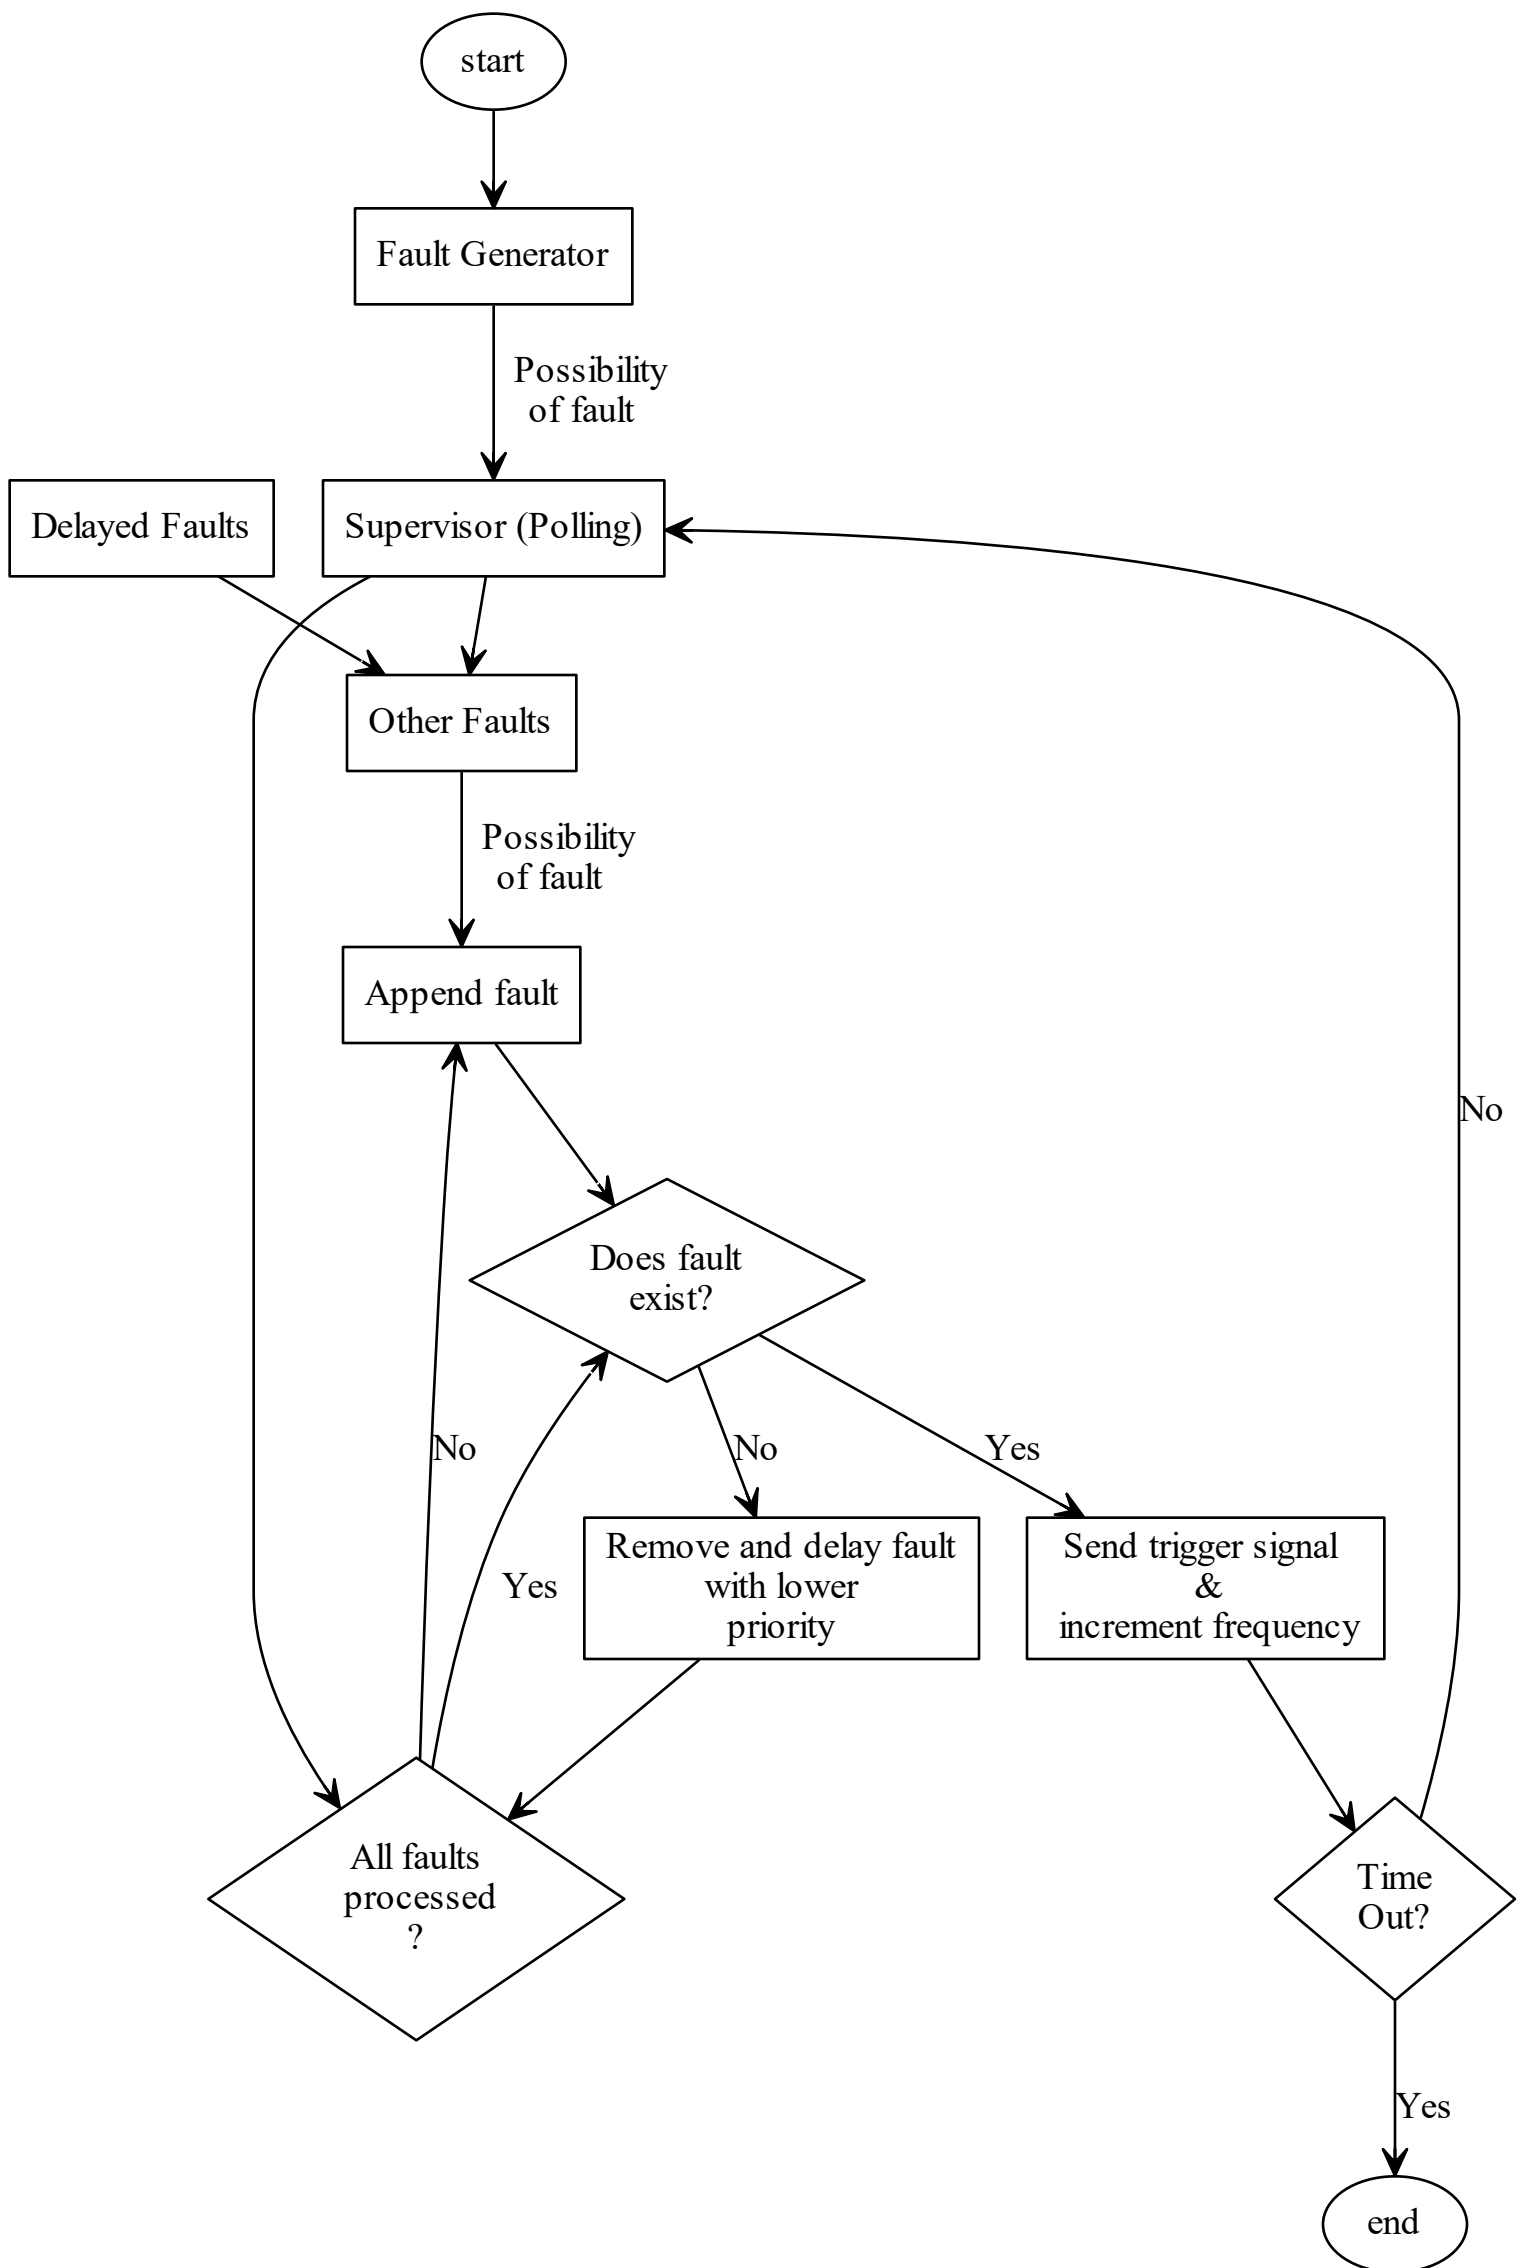 start
Fault Generator
Possibility
of fault
Delayed Faults
Supervisor (Polling)
Other Faults
Possibility
of fault
Append fault
No
Does fault
exist?
No
No
Yes
Yes
Remove and delay fault
with lower
priority
Send trigger signal
&
increment frequency
All faults
processed
?
Time
Out?
Yes
end